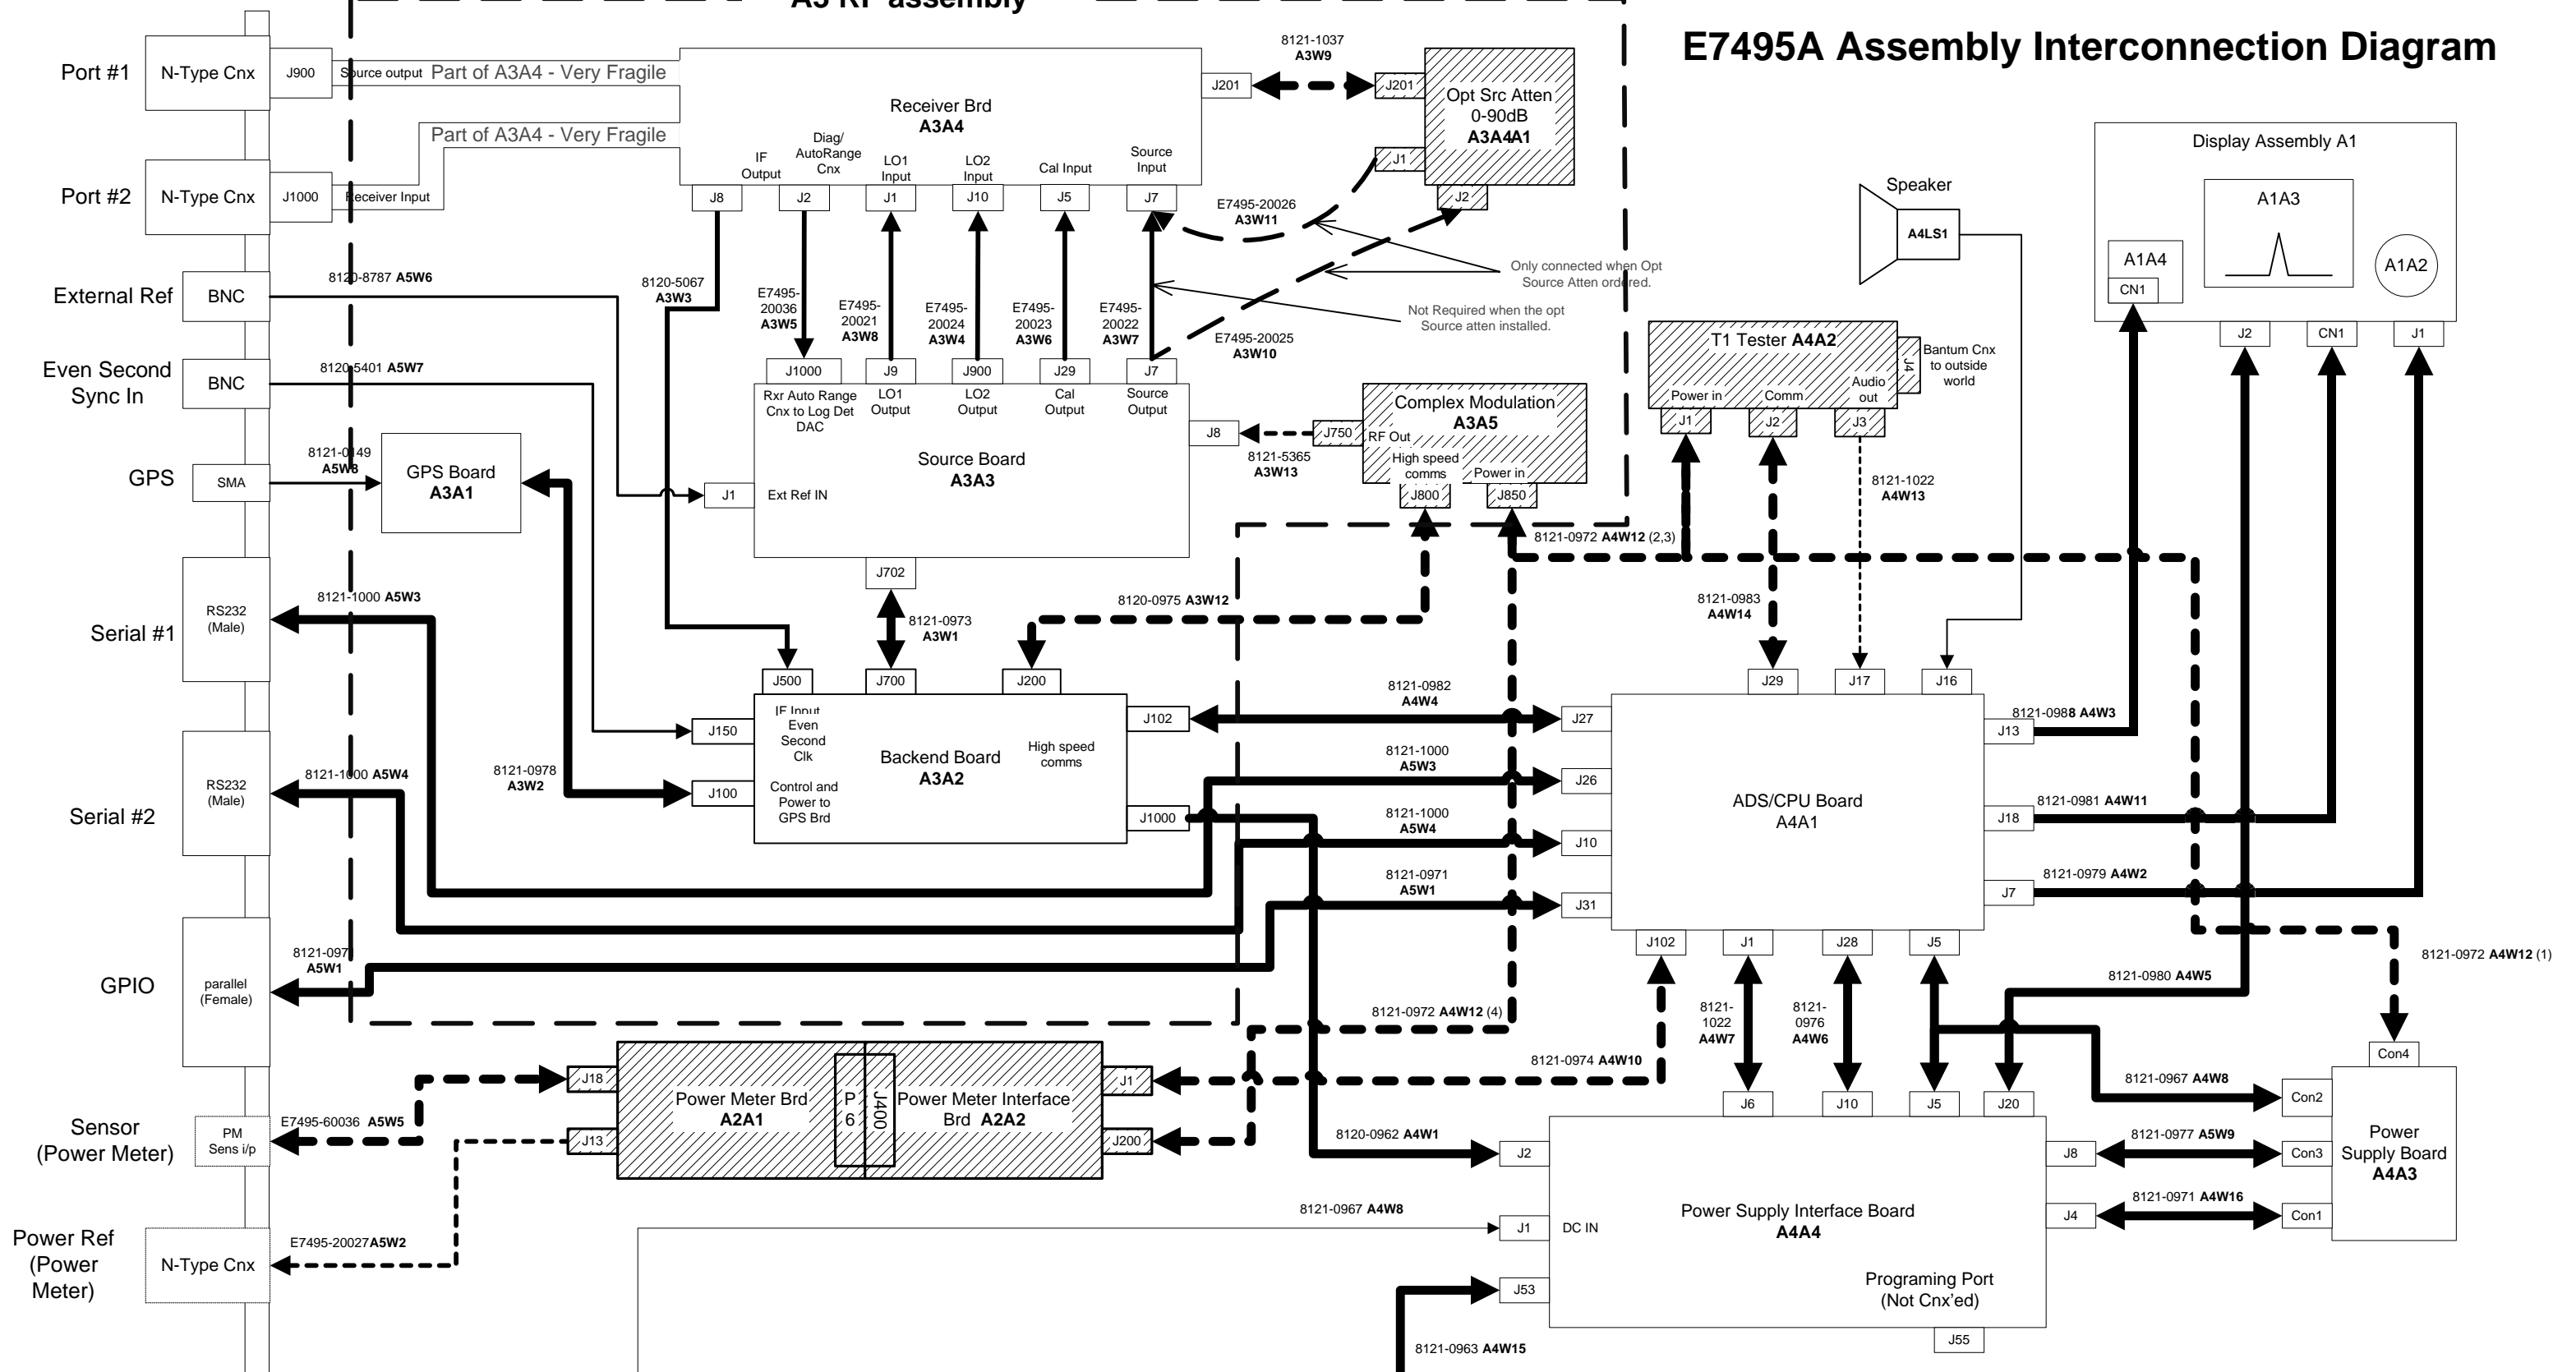 A3 RF assembly
E7495A Assembly Interconnection Diagram
Port #1
N-Type Cnx
J900
Source output
Part of A3A4 - Very Fragile
Port #2
N-Type Cnx
J1000
Receiver Input
Part of A3A4 - Very Fragile
Receiver Brd
A3A4
IF
Output
Diag/
AutoRange
Cnx
LO1
Input
LO2
Input
Cal Input
Source
Input
J8
J2
J1
J10
J5
J7
J201
8121-1037
A3W9
J201
Opt Src Atten
0-90dB
A3A4A1
J1
J2
E7495-20026
A3W11
Only connected when Opt
Source Atten ordered.
Not Required when the opt
Source atten installed.
E7495-20025
A3W10
External Ref
BNC
8120-8787 A5W6
8120-5067
A3W3
E7495-
20036
A3W5
E7495-
20021
A3W8
E7495-
20024
A3W4
E7495-
20023
A3W6
E7495-
20022
A3W7
Even Second
Sync In
BNC
8120-5401 A5W7
J1000
J9
J900
J29
J7
Rxr Auto Range
Cnx to Log Det
DAC
LO1
Output
LO2
Output
Cal
Output
Source
Output
Source Board
A3A3
J1
Ext Ref IN
J8
J702
8121-5365
A3W13
J750
RF Out
Complex Modulation
A3A5
High speed
comms
Power in
J800
J850
GPS
SMA
8121-0149
A5W8
GPS Board
A3A1
Speaker
A4LS1
Display Assembly A1
A1A3
A1A4
CN1
A1A2
J2
CN1
J1
T1 Tester A4A2
Power in
Comm
Audio
out
J4
Bantum Cnx
to outside
world
J1
J2
J3
8121-1022
A4W13
8121-0972 A4W12 (2,3)
8121-0983
A4W14
Serial #1
RS232
(Male)
8121-1000 A5W3
8121-0973
A3W1
8120-0975 A3W12
J500
J700
J200
IF Input
Even
Second
Clk
Control and
Power to
GPS Brd
Backend Board
A3A2
High speed
comms
J150
J100
J102
J1000
8121-0978
A3W2
Serial #2
RS232
(Male)
8121-1000 A5W4
8121-0982
A4W4
8121-1000
A5W3
8121-1000
A5W4
8121-0971
A5W1
J27
J26
J10
J31
J29
J17
J16
ADS/CPU Board
A4A1
J13
J18
J7
8121-0988 A4W3
8121-0981 A4W11
8121-0979 A4W2
J102
J1
J28
J5
GPIO
parallel
(Female)
8121-097
A5W1
8121-0972 A4W12 (1)
8121-0980 A4W5
8121-0972 A4W12 (4)
8121-
1022
A4W7
8121-
0976
A4W6
8121-0974 A4W10
Con4
8121-0967 A4W8
Con2
Con3
Con1
Power
Supply Board
A4A3
8121-0977 A5W9
8121-0971 A4W16
Sensor
(Power Meter)
PM
Sens i/p
E7495-60036 A5W5
J18
J13
Power Meter Brd
A2A1
P
6
J400
Power Meter Interface
Brd A2A2
J1
J200
8120-0962 A4W1
J6
J10
J5
J20
J2
J1
DC IN
J53
J8
J4
Power Supply Interface Board
A4A4
Programing Port
(Not Cnx'ed)
J55
Power Ref
(Power
Meter)
N-Type Cnx
E7495-20027A5W2
8121-0967 A4W8
8121-0963 A4W15